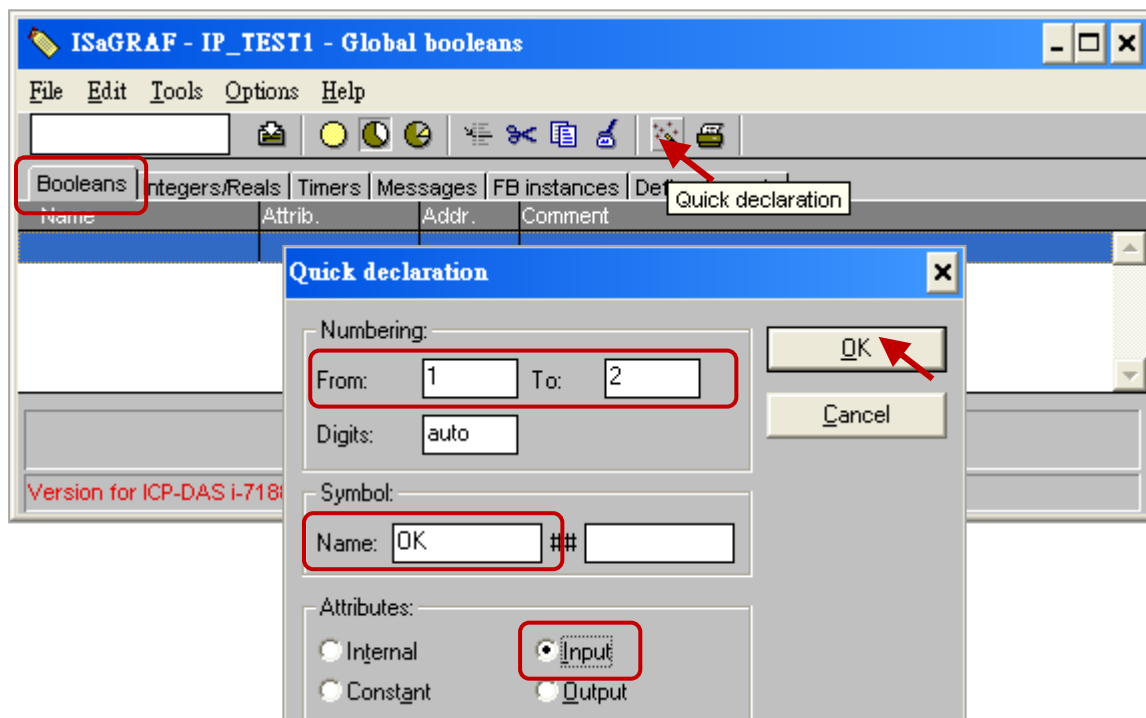 ISaGRAF - IP_TEST1 - Global booleans
File Edit Tools Options Help
Booleans Integers/Reals Timers Messages FB instances
Quick declaration
Name Attrib. Addr. Comment
Quick declaration
Numbering:
From: 1 To: 2
OK
Digits: auto
Cancel
Version for ICP-DAS
Symbol:
Name: OK ##
Attributes:
Internal Input
Constant Output